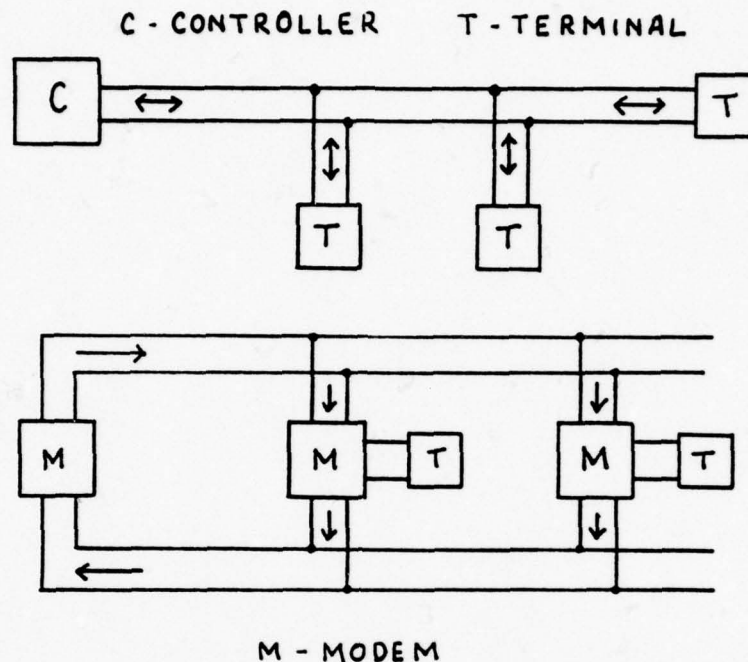 C - CONTROLLER T - TERMINAL
C T
T T
M M T M T
M - MODEM